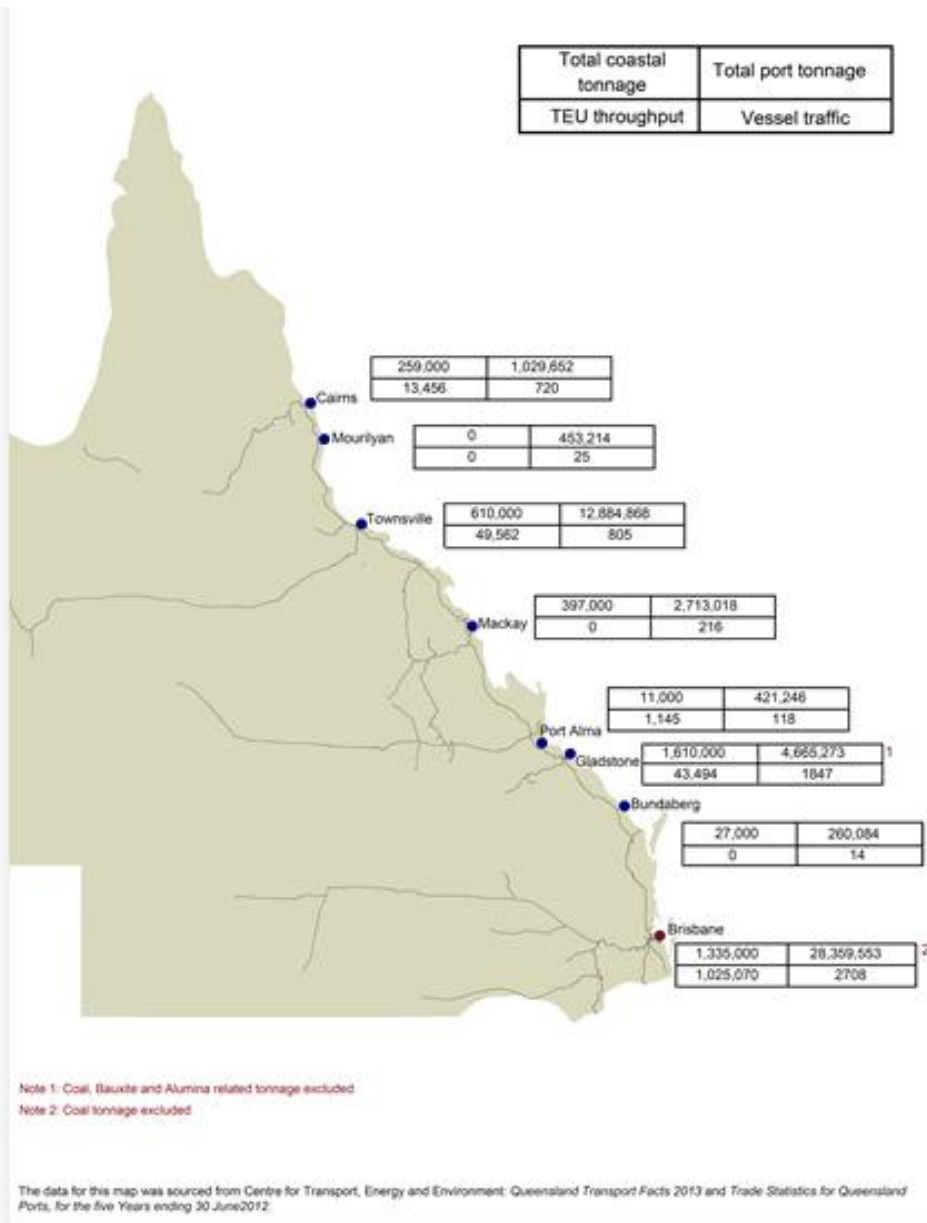 Total coastal tonnage Total port tonnage
TEU throughput Vessel traffic
259,000 1,029,652
13,456 720
Cairns
Mourilyan
0 453,214
0 25
Townsville
610,000 12,884,868
49,562 805
397,000 2,713,018
0 216
Mackay
11,000 421,246
1,145 118
Port Alma
1,610,000 4,665,273 1
43,494 1847
Gladstone
Bundaberg
27,000 260,084
0 14
Brisbane
1,335,000 28,359,553 2
1,025,070 2708
Note 1: Coal, Bauxite and Alumina related tonnage excluded
Note 2: Coal tonnage excluded
The data for this map was sourced from Centre for Transport, Energy and Environment: Queensland Transport Facts 2013 and Trade Statistics for Queensland
Ports, for the five Years ending 30 June2012.